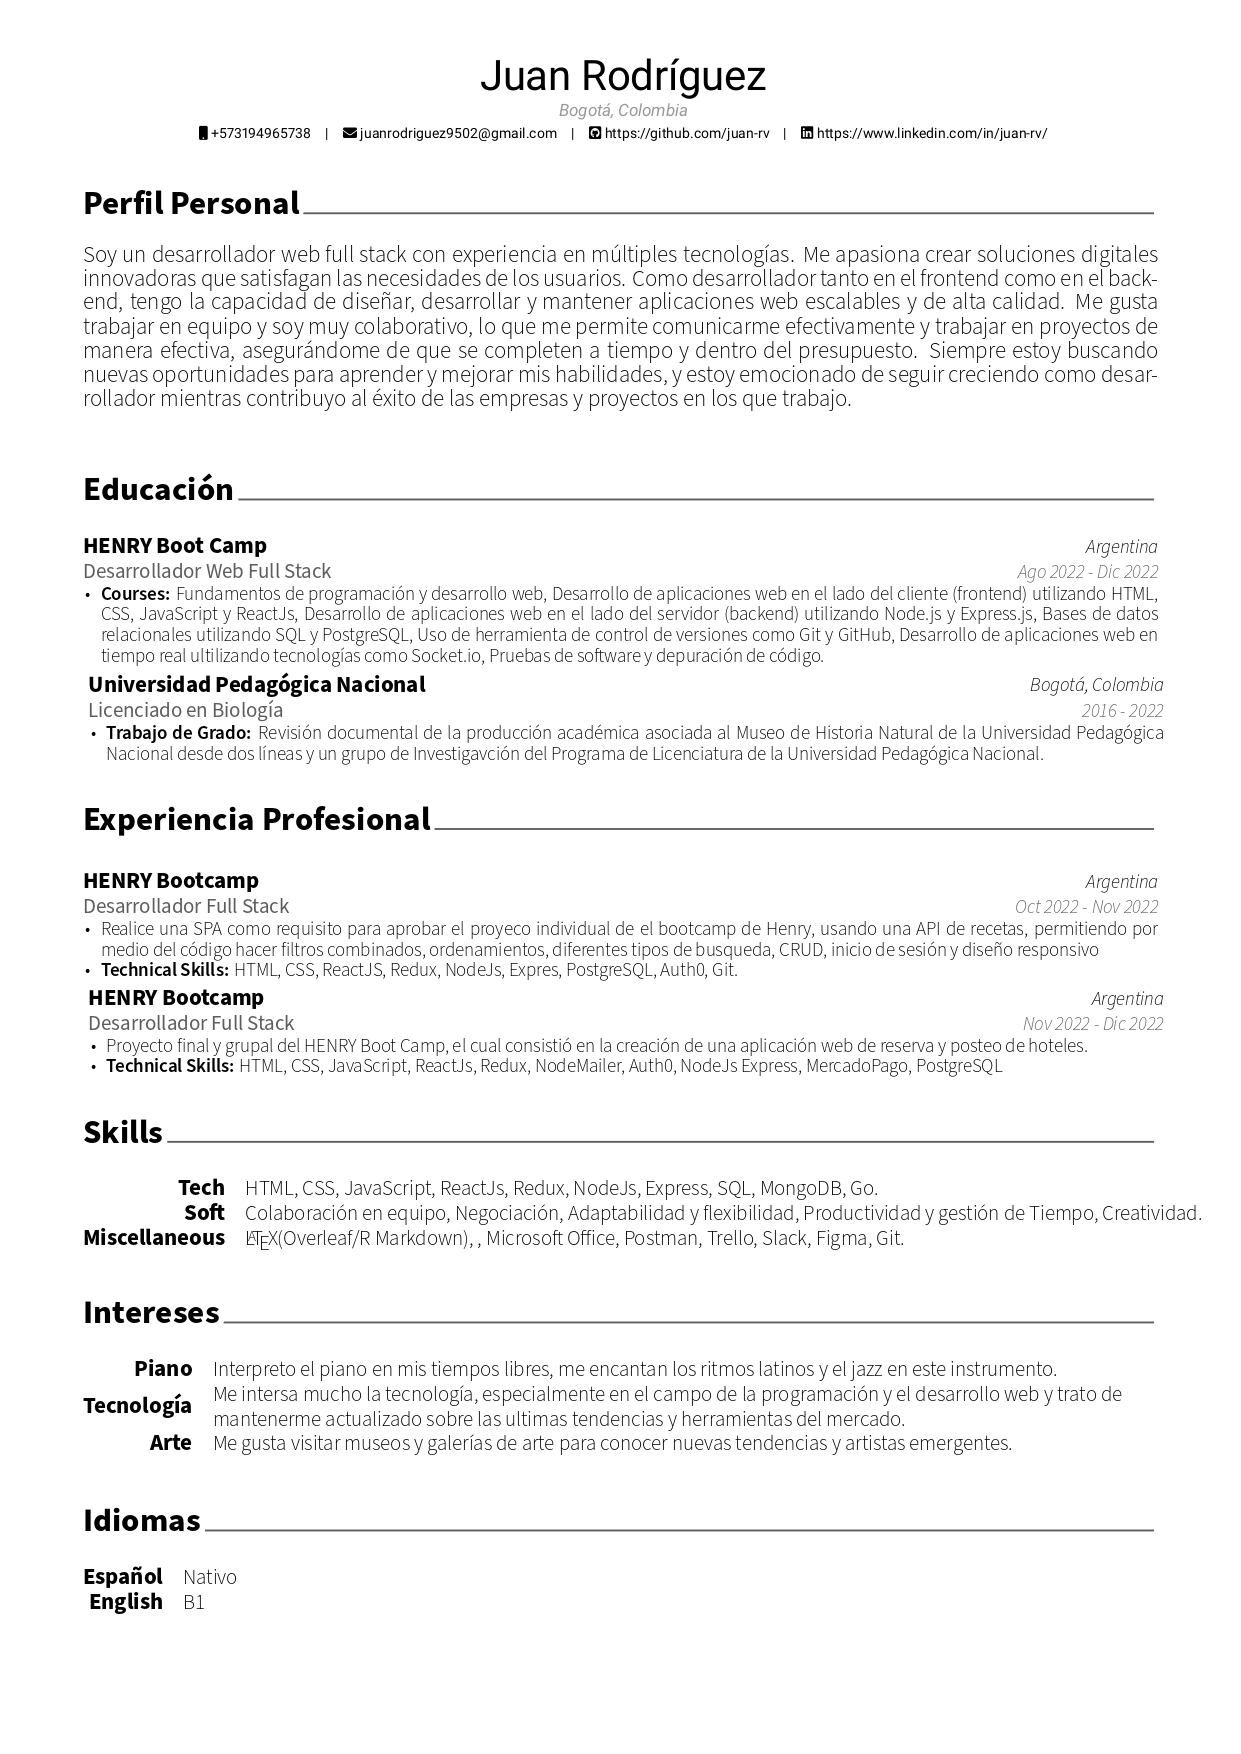 Juan Rodríguez
Bogotá, Colombia
+573194965738 | juanrodriguez9502@gmail.com | https://github.com/juan-rv | https://www.linkedin.com/in/juan-rv/
Perfil Personal
Soy un desarrollador web full stack con experiencia en múltiples tecnologías. Me apasiona crear soluciones digitales
innovadoras que satisfagan las necesidades de los usuarios. Como desarrollador tanto en el frontend como en el back-
end, tengo la capacidad de diseñar, desarrollar y mantener aplicaciones web escalables y de alta calidad. Me gusta
trabajar en equipo y soy muy colaborativo, lo que me permite comunicarme efectivamente y trabajar en proyectos de
manera efectiva, asegurándome de que se completen a tiempo y dentro del presupuesto. Siempre estoy buscando
nuevas oportunidades para aprender y mejorar mis habilidades, y estoy emocionado de seguir creciendo como desar-
rollador mientras contribuyo al éxito de las empresas y proyectos en los que trabajo.
Educación
HENRY Boot Camp Argentina
Desarrollador Web Full Stack Ago 2022 - Dic 2022
• Courses: Fundamentos de programación y desarrollo web, Desarrollo de aplicaciones web en el lado del cliente (frontend) utilizando HTML,
CSS, JavaScript y ReactJs, Desarrollo de aplicaciones web en el lado del servidor (backend) utilizando Node.js y Express.js, Bases de datos
relacionales utilizando SQL y PostgreSQL, Uso de herramienta de control de versiones como Git y GitHub, Desarrollo de aplicaciones web en
tiempo real ultilizando tecnologías como Socket.io, Pruebas de software y depuración de código.
Universidad Pedagógica Nacional Bogotá, Colombia
Licenciado en Biología 2016 - 2022
• Trabajo de Grado: Revisión documental de la producción académica asociada al Museo de Historia Natural de la Universidad Pedagógica
Nacional desde dos líneas y un grupo de Investigavción del Programa de Licenciatura de la Universidad Pedagógica Nacional.
Experiencia Profesional
HENRY Bootcamp Argentina
Desarrollador Full Stack Oct 2022 - Nov 2022
• Realice una SPA como requisito para aprobar el proyeco individual de el bootcamp de Henry, usando una API de recetas, permitiendo por
medio del código hacer filtros combinados, ordenamientos, diferentes tipos de busqueda, CRUD, inicio de sesión y diseño responsivo
• Technical Skills: HTML, CSS, ReactJS, Redux, NodeJs, Expres, PostgreSQL, Auth0, Git.
HENRY Bootcamp Argentina
Desarrollador Full Stack Nov 2022 - Dic 2022
• Proyecto final y grupal del HENRY Boot Camp, el cual consistió en la creación de una aplicación web de reserva y posteo de hoteles.
• Technical Skills: HTML, CSS, JavaScript, ReactJs, Redux, NodeMailer, Auth0, NodeJs Express, MercadoPago, PostgreSQL
Skills
Tech HTML, CSS, JavaScript, ReactJs, Redux, NodeJs, Express, SQL, MongoDB, Go.
Soft Colaboración en equipo, Negociación, Adaptabilidad y flexibilidad, Productividad y gestión de Tiempo, Creatividad.
Miscellaneous LATEX(Overleaf/R Markdown), , Microsoft Office, Postman, Trello, Slack, Figma, Git.
Intereses
Piano Interpreto el piano en mis tiempos libres, me encantan los ritmos latinos y el jazz en este instrumento.
Tecnología Me intersa mucho la tecnología, especialmente en el campo de la programación y el desarrollo web y trato de
mantenerme actualizado sobre las ultimas tendencias y herramientas del mercado.
Arte Me gusta visitar museos y galerías de arte para conocer nuevas tendencias y artistas emergentes.
Idiomas
Español Nativo
English B1